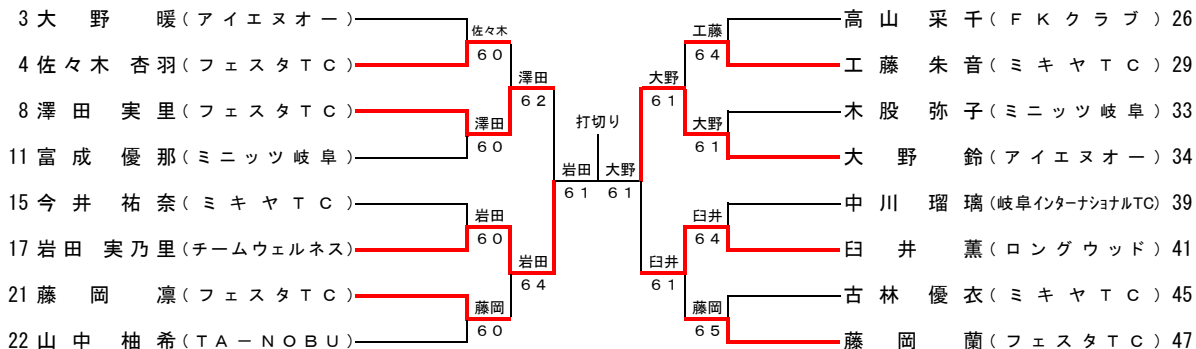 3 大野 暖(アイエヌオー)
4 佐々木 杏羽(フェスタTC)
8 澤田 実里(フェスタTC)
11 富成 優那(ミニッツ岐阜)
15 今井 祐奈(ミキヤTC)
17 岩田 実乃里(チームウェルネス)
21 藤岡 凛(フェスタTC)
22 山中 柚希(TA－NOBU)
佐々木
60
澤田
60
岩田
60
藤岡
60
澤田
62
岩田
64
岩田
61
打切り
大野
61
大野
61
臼井
61
工藤
64
大野
61
臼井
64
藤岡
65
高山 采千(FKクラブ) 26
工藤 朱音(ミキヤTC) 29
木股 弥子(ミニッツ岐阜) 33
大野 鈴(アイエヌオー) 34
中川 瑠璃(岐阜インターナショナルTC) 39
臼井 薫(ロングウッド) 41
古林 優衣(ミキヤTC) 45
藤岡 蘭(フェスタTC) 47